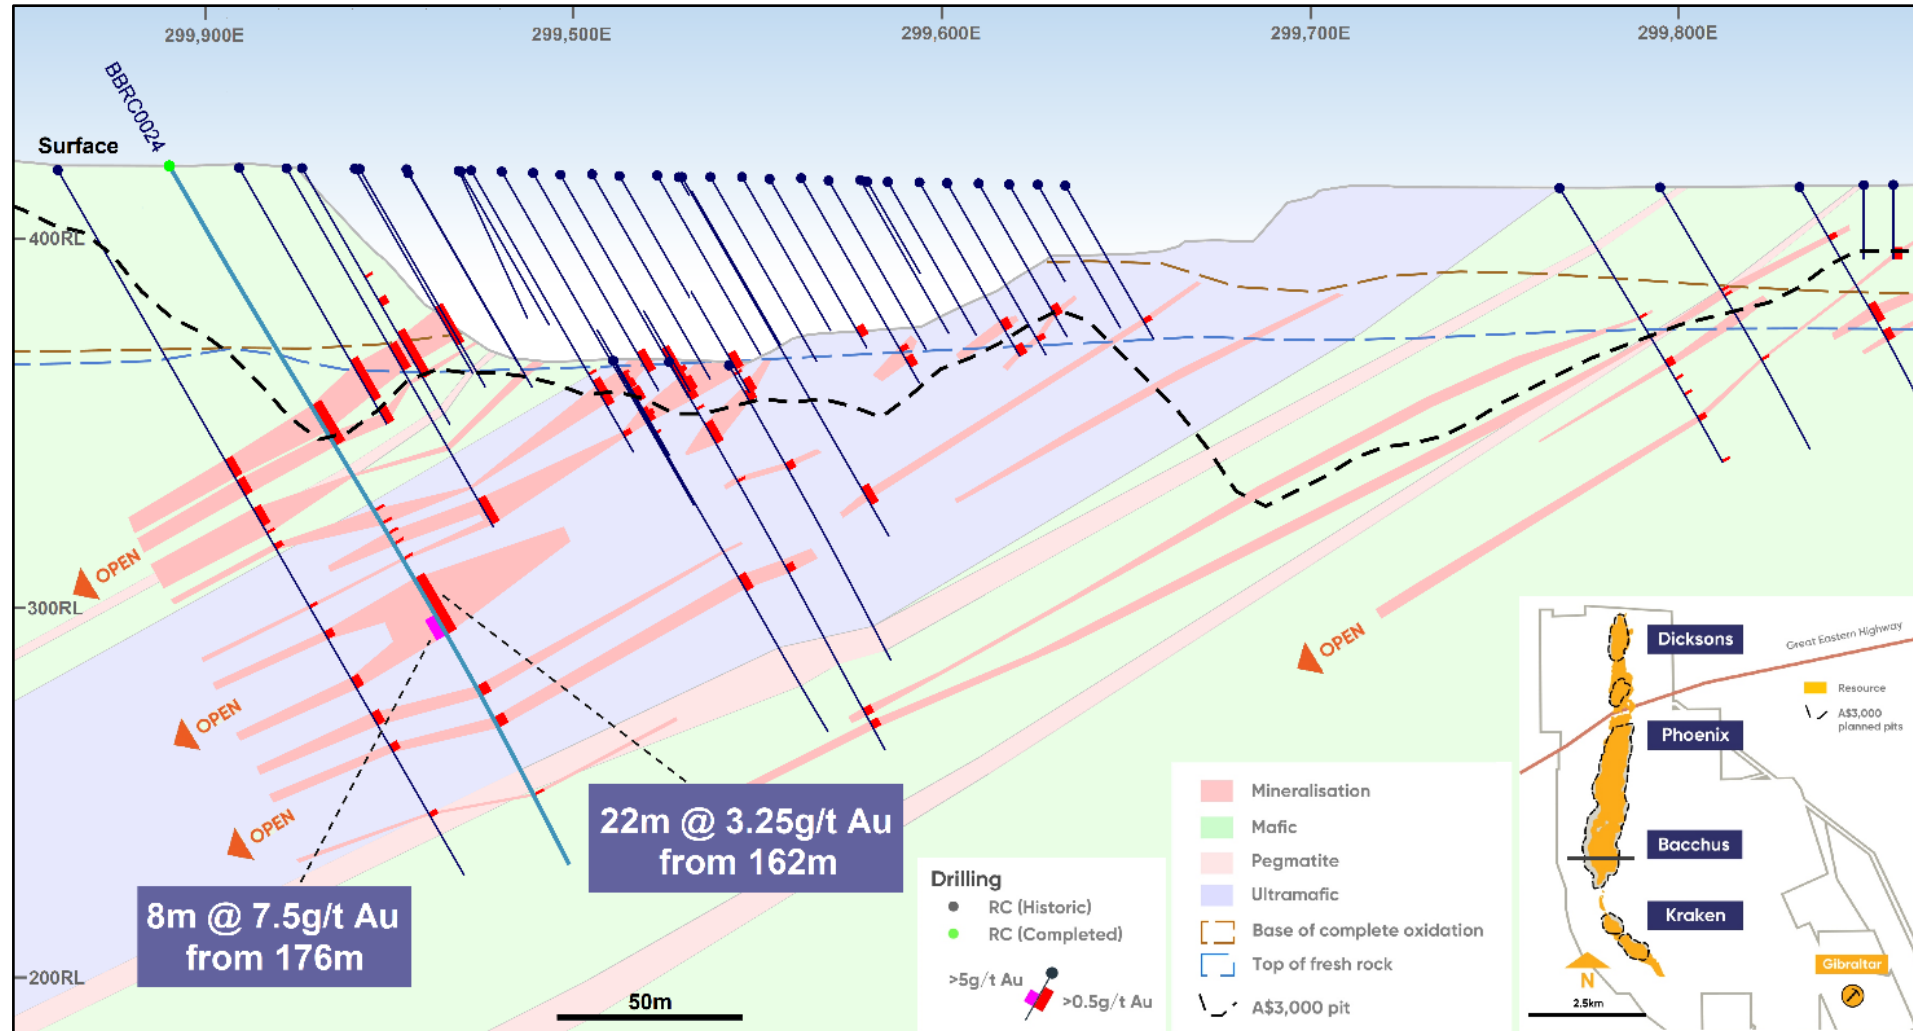 299,900E
299,500E
299,600E
299,700E
299,800E
BBRC0024
Surface
400RL
300RL
200RL
OPEN
OPEN
OPEN
OPEN
22m @ 3.25g/t Au
from 162m
8m @ 7.5g/t Au
from 176m
50m
Drilling
RC (Historic)
RC (Completed)
>5g/t Au
>0.5g/t Au
Mineralisation
Mafic
Pegmatite
Ultramafic
Base of complete oxidation
Top of fresh rock
A$3,000 pit
Dicksons
Great Eastern Highway
Resource
A$3,000
planned pits
Phoenix
Bacchus
Kraken
Gibraltar
N
2.5km